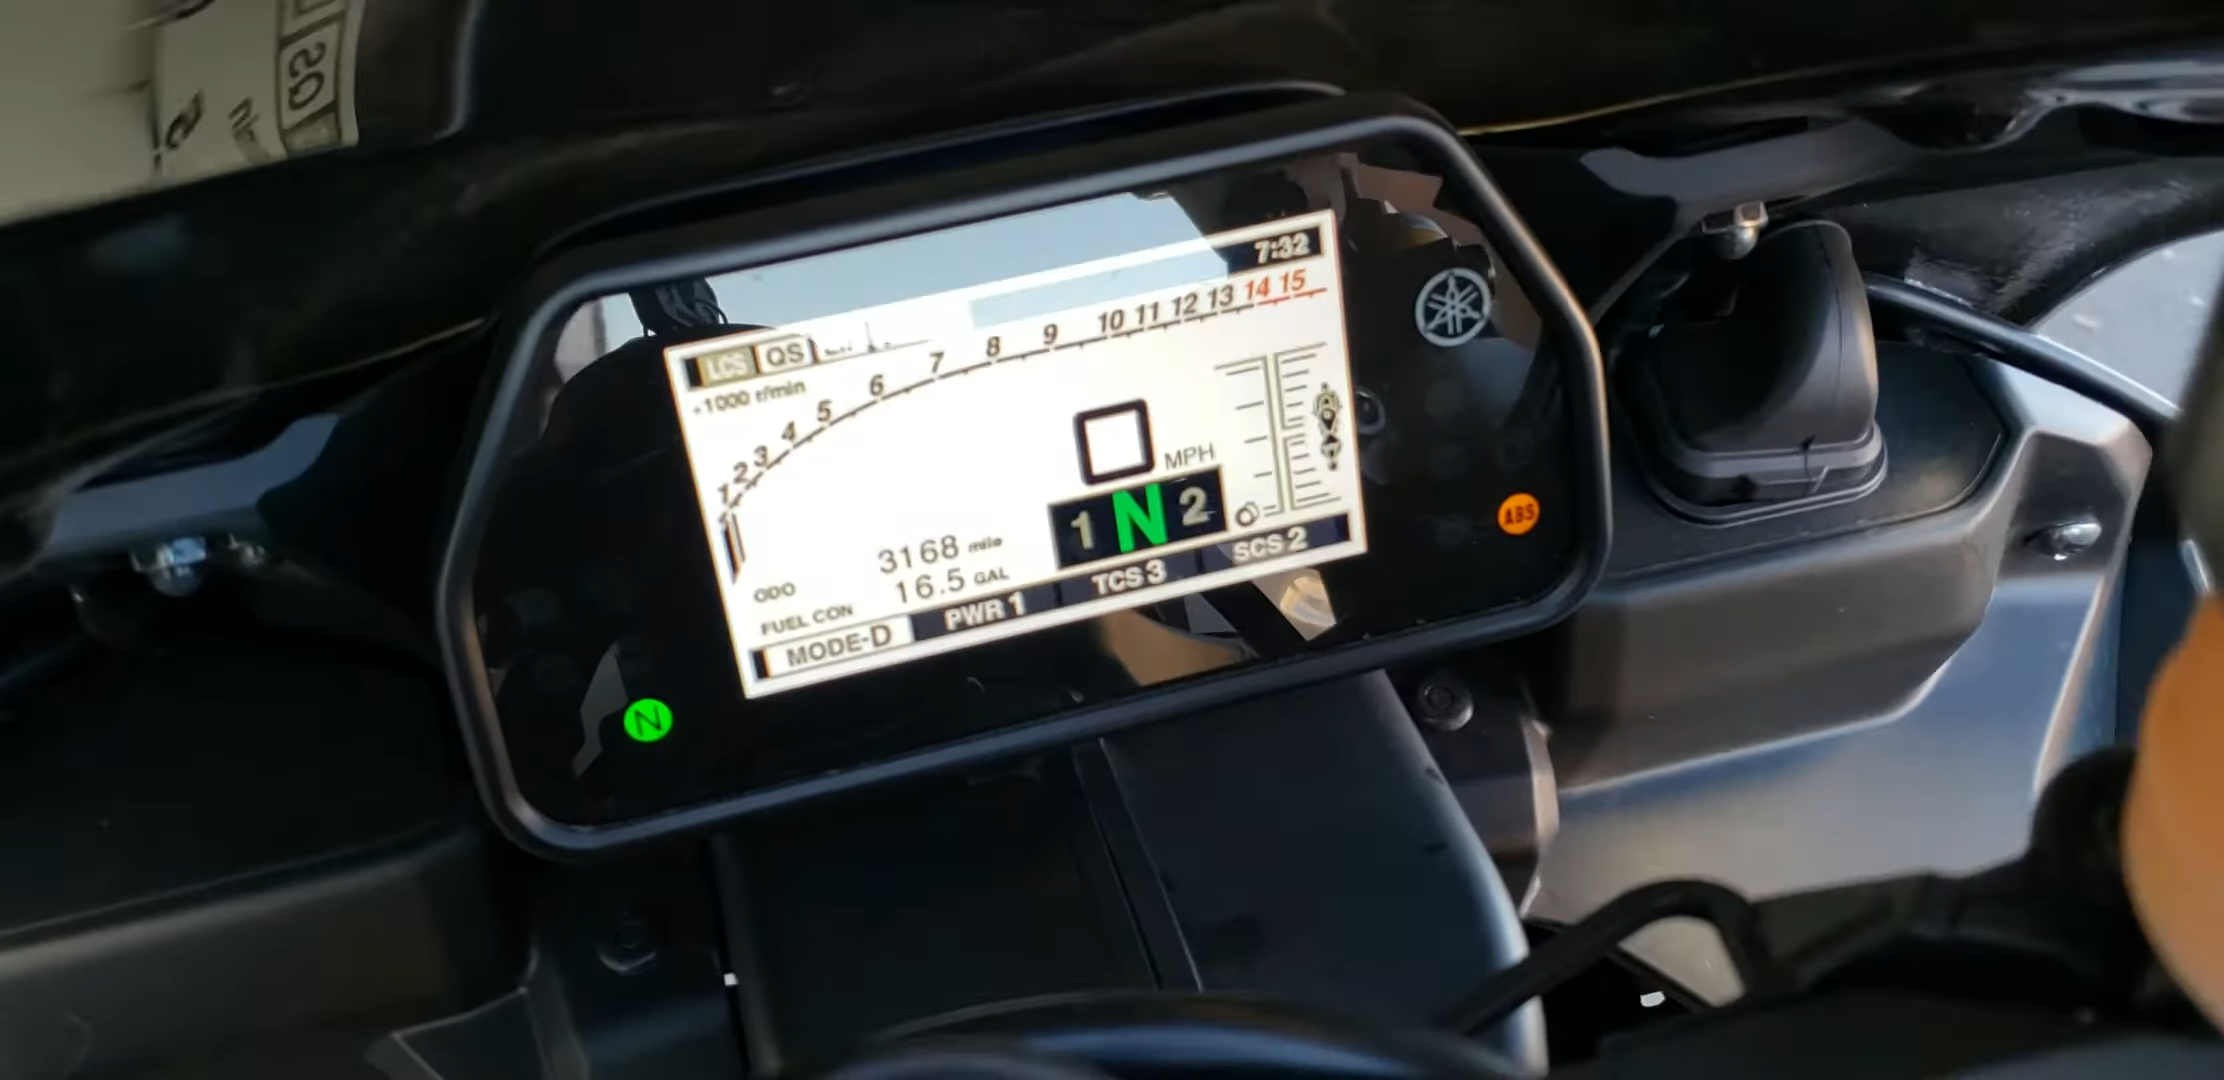 7:32
LCS QS
1000 r/min
1 2 3 4 5 6 7 8 9 10 11 12 13 14 15
0 MPH
1 N 2
ODO 3168 mile
FUEL CON 16.5 GAL
MODE-D PWR 1 TCS 3 SCS 2
N
ABS